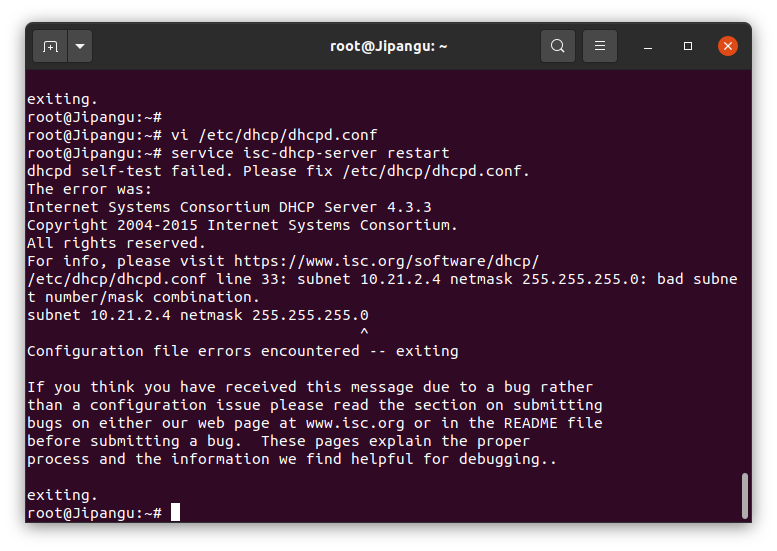 root@Jipangu: ~
exiting.
root@Jipangu:~#
root@Jipangu:~# vi /etc/dhcp/dhcpd.conf
root@Jipangu:~# service isc-dhcp-server restart
dhcpd self-test failed. Please fix /etc/dhcp/dhcpd.conf.
The error was:
Internet Systems Consortium DHCP Server 4.3.3
Copyright 2004-2015 Internet Systems Consortium.
All rights reserved.
For info, please visit https://www.isc.org/software/dhcp/
/etc/dhcp/dhcpd.conf line 33: subnet 10.21.2.4 netmask 255.255.255.0: bad subne
t number/mask combination.
subnet 10.21.2.4 netmask 255.255.255.0
                                     ^
Configuration file errors encountered -- exiting

If you think you have received this message due to a bug rather
than a configuration issue please read the section on submitting
bugs on either our web page at www.isc.org or in the README file
before submitting a bug.  These pages explain the proper
process and the information we find helpful for debugging..

exiting.
root@Jipangu:~#